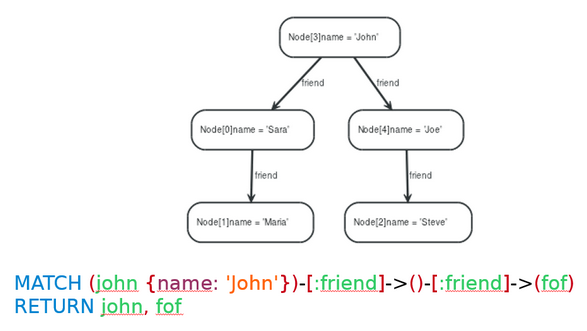 Node[3]name = 'John'
friend
friend
Node[0]name = 'Sara'
Node[4]name = 'Joe'
friend
friend
Node[1]name = 'Maria'
Node[2]name = 'Steve'
MATCH (john {name: 'John'})-[:friend]->()-[:friend]->(fof)
RETURN john, fof